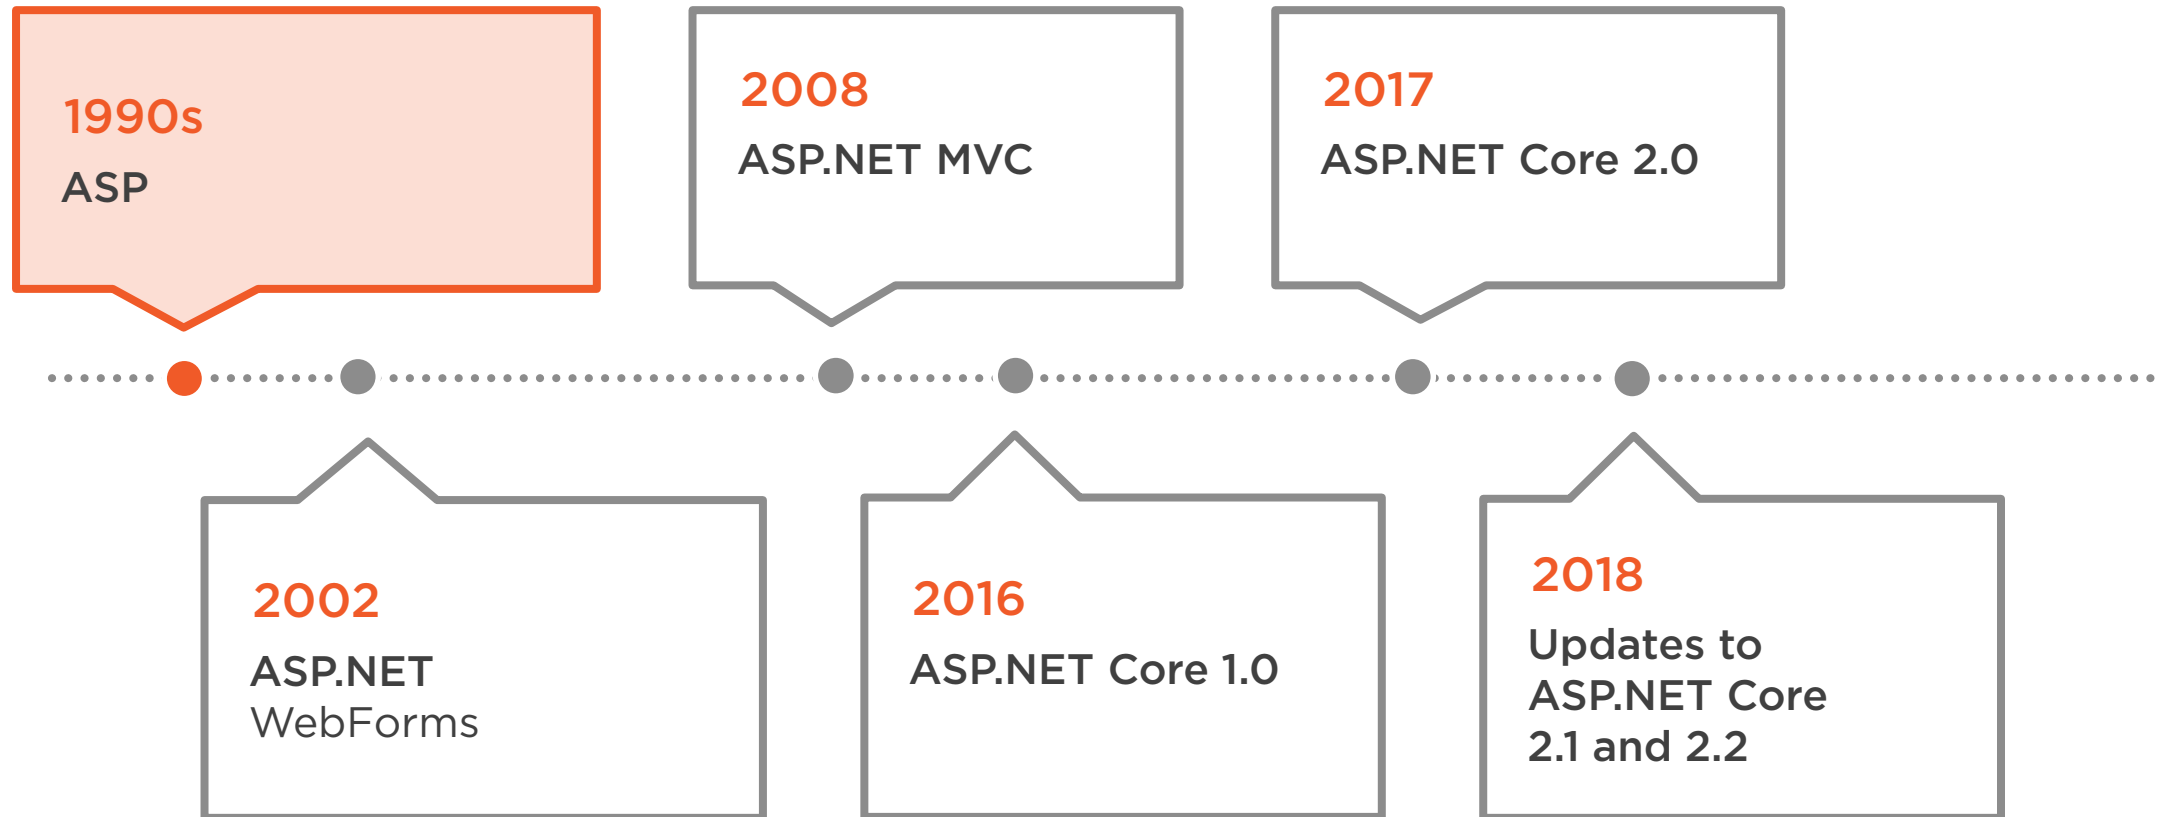 1990s
ASP
2002
ASP.NET
WebForms
2008
ASP.NET MVC
2016
ASP.NET Core 1.0
2017
ASP.NET Core 2.0
2018
Updates to
ASP.NET Core
2.1 and 2.2